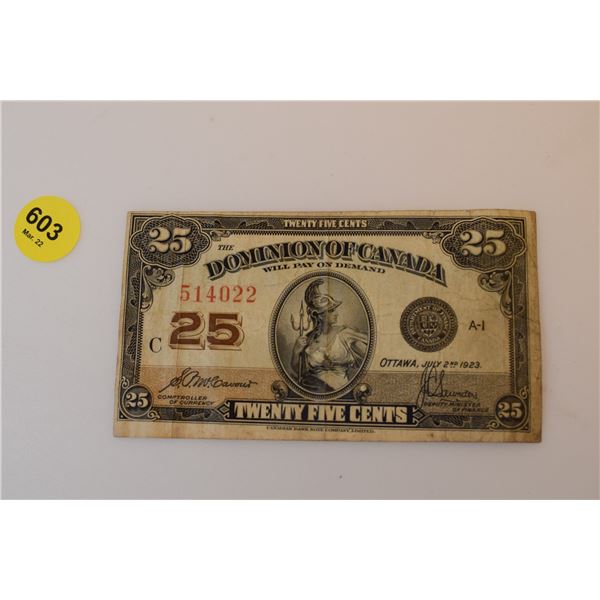 603
Mar. 22
TWENTY FIVE CENTS
25 25
THE DOMINION OF CANADA
WILL PAY ON DEMAND
514022
C 25
A-1
OTTAWA, JULY 2ND 1923.
COMPTROLLER OF CURRENCY
J.C. Saunders
DEPUTY MINISTER OF FINANCE
25 TWENTY FIVE CENTS 25
CANADIAN BANK NOTE COMPANY, LIMITED.